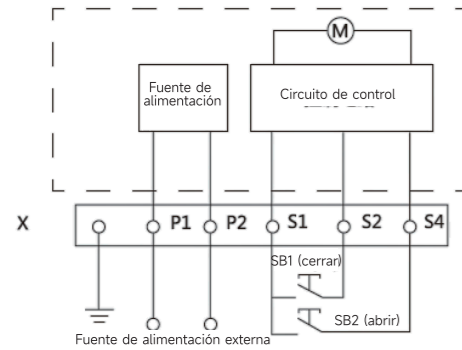 M
Fuente de
alimentación
Circuito de control
X
P1 P2 S1 S2 S4
SB1 (cerrar)
SB2 (abrir)
Fuente de alimentación externa